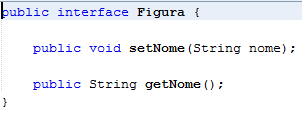 public interface Figura {
public void setNome(String nome);
public String getNome();
}